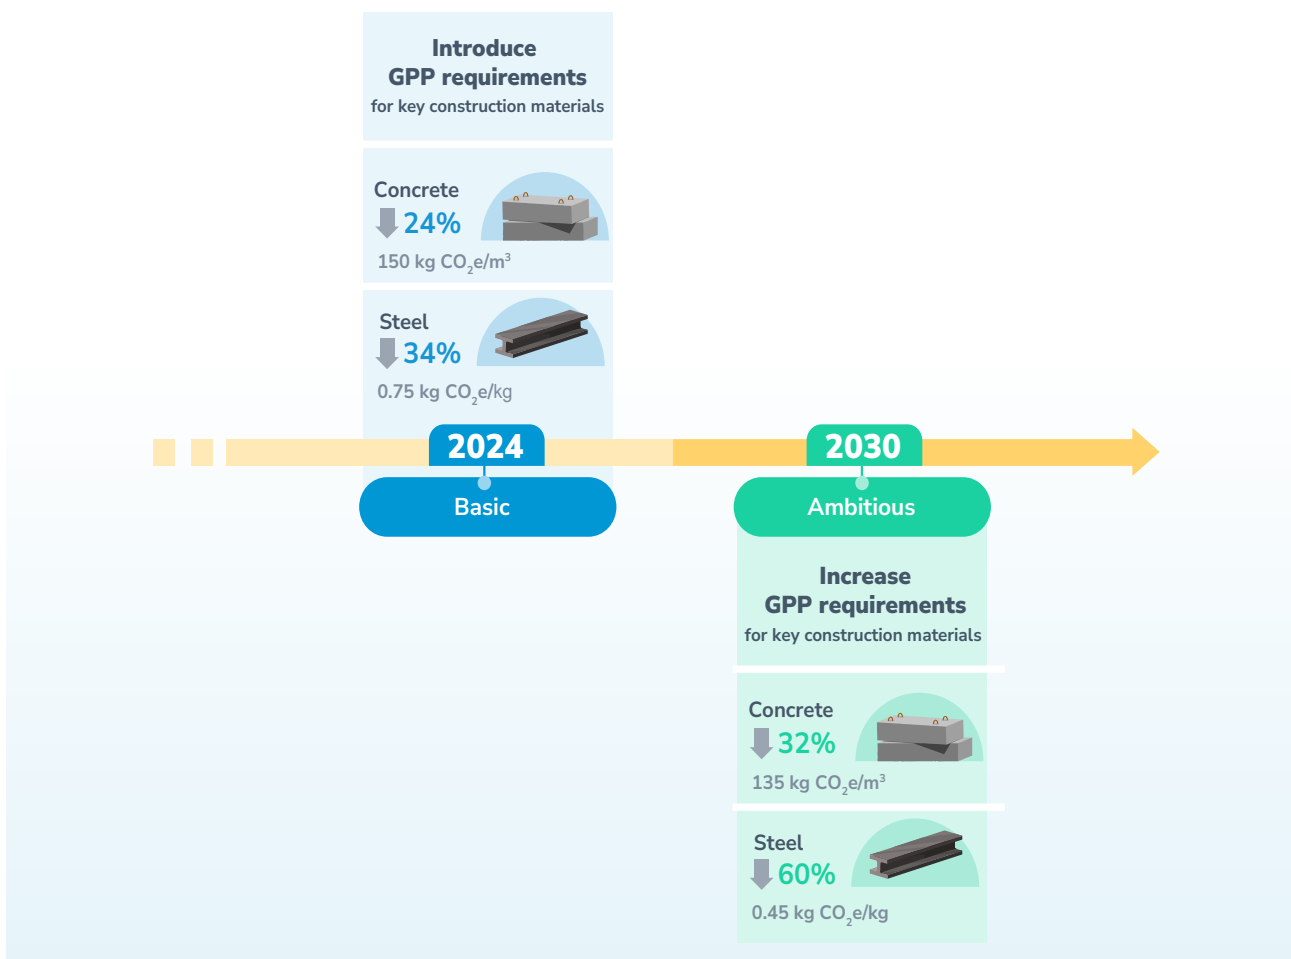 Introduce
GPP requirements
for key construction materials
Concrete
24%
150 kg CO₂e/m³
Steel
34%
0.75 kg CO₂e/kg
2024
Basic
2030
Ambitious
Increase
GPP requirements
for key construction materials
Concrete
32%
135 kg CO₂e/m³
Steel
60%
0.45 kg CO₂e/kg